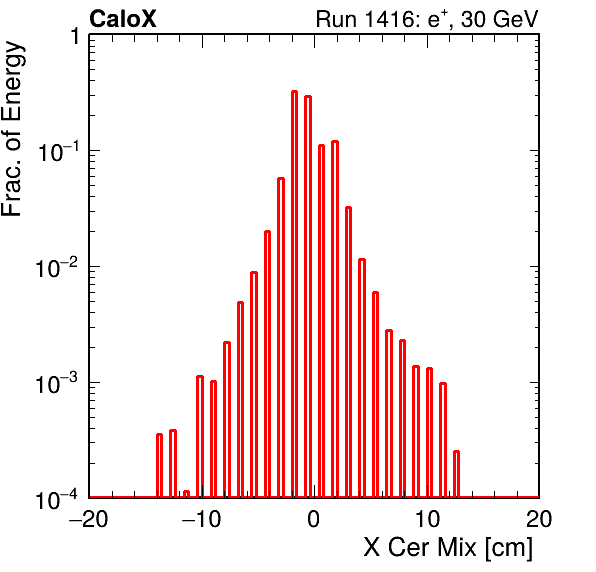 CaloX Run 1416: e⁺, 30 GeV
Frac. of Energy
1
10⁻¹
10⁻²
10⁻³
10⁻⁴
−20 −10 0 10 20
X Cer Mix [cm]